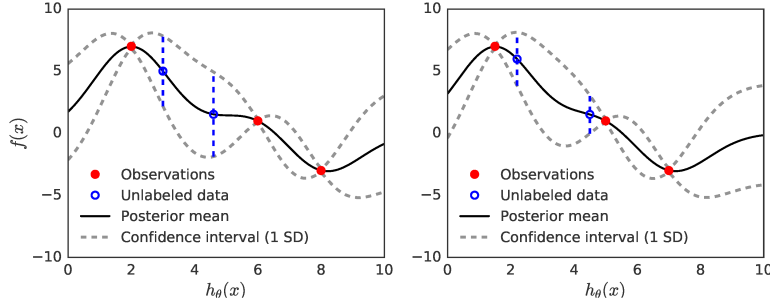 10
5
0
−5
−10
f(x)
0 2 4 6 8 10
h_θ(x)
Observations
Unlabeled data
Posterior mean
Confidence interval (1 SD)
10
5
0
−5
−10
0 2 4 6 8 10
h_θ(x)
Observations
Unlabeled data
Posterior mean
Confidence interval (1 SD)